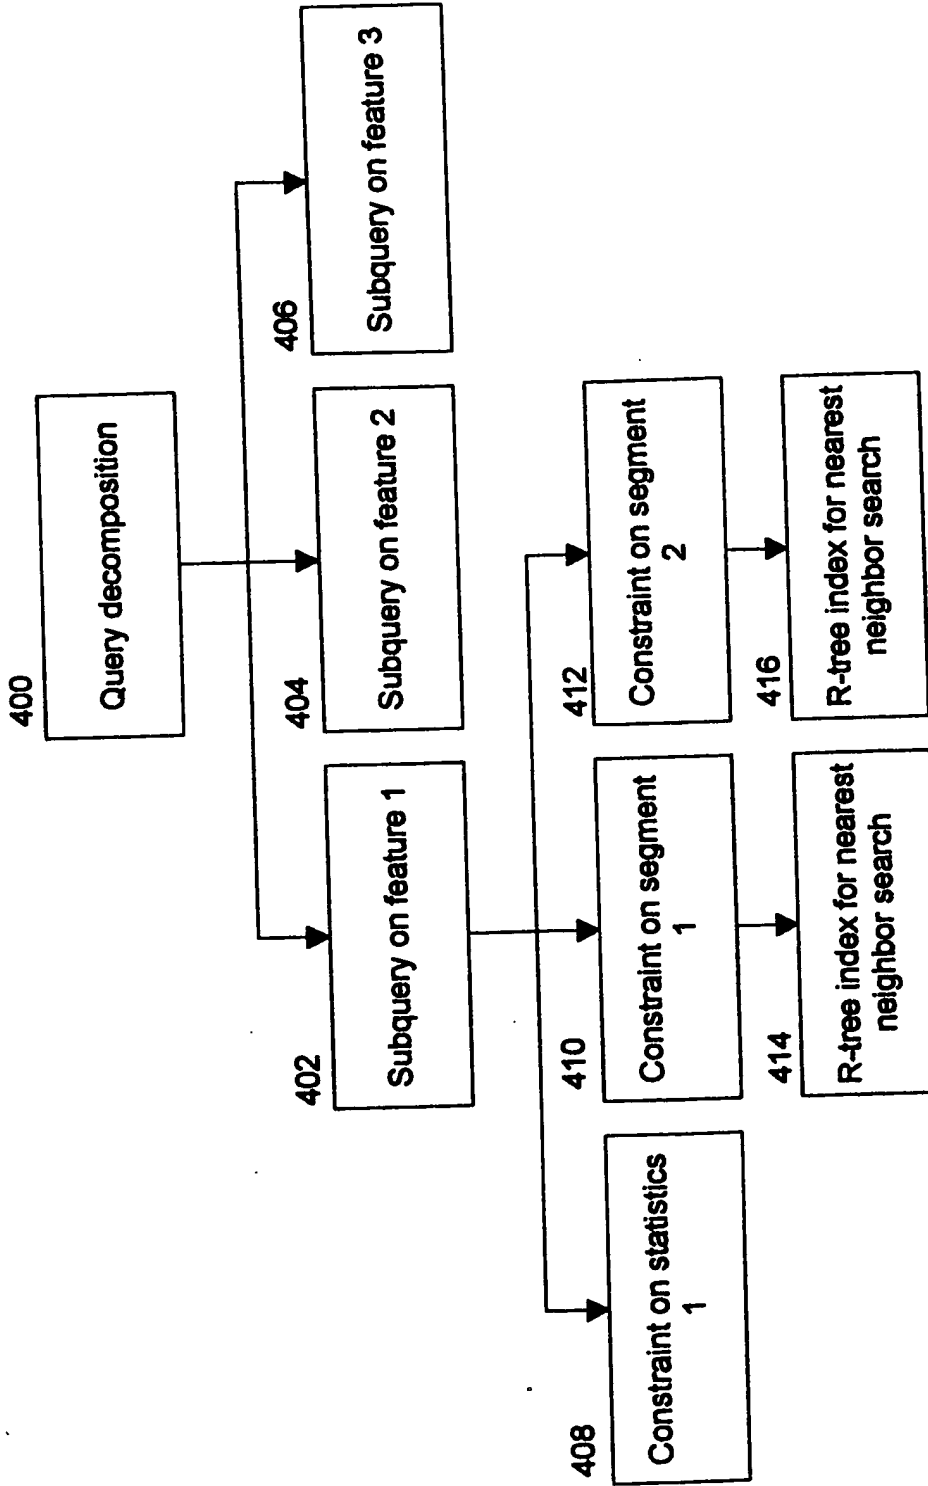 400
Query decomposition
402
Subquery on feature 1
404
Subquery on feature 2
406
Subquery on feature 3
408
Constraint on statistics
1
410
Constraint on segment
1
412
Constraint on segment
2
414
R-tree index for nearest
neighbor search
416
R-tree index for nearest
neighbor search